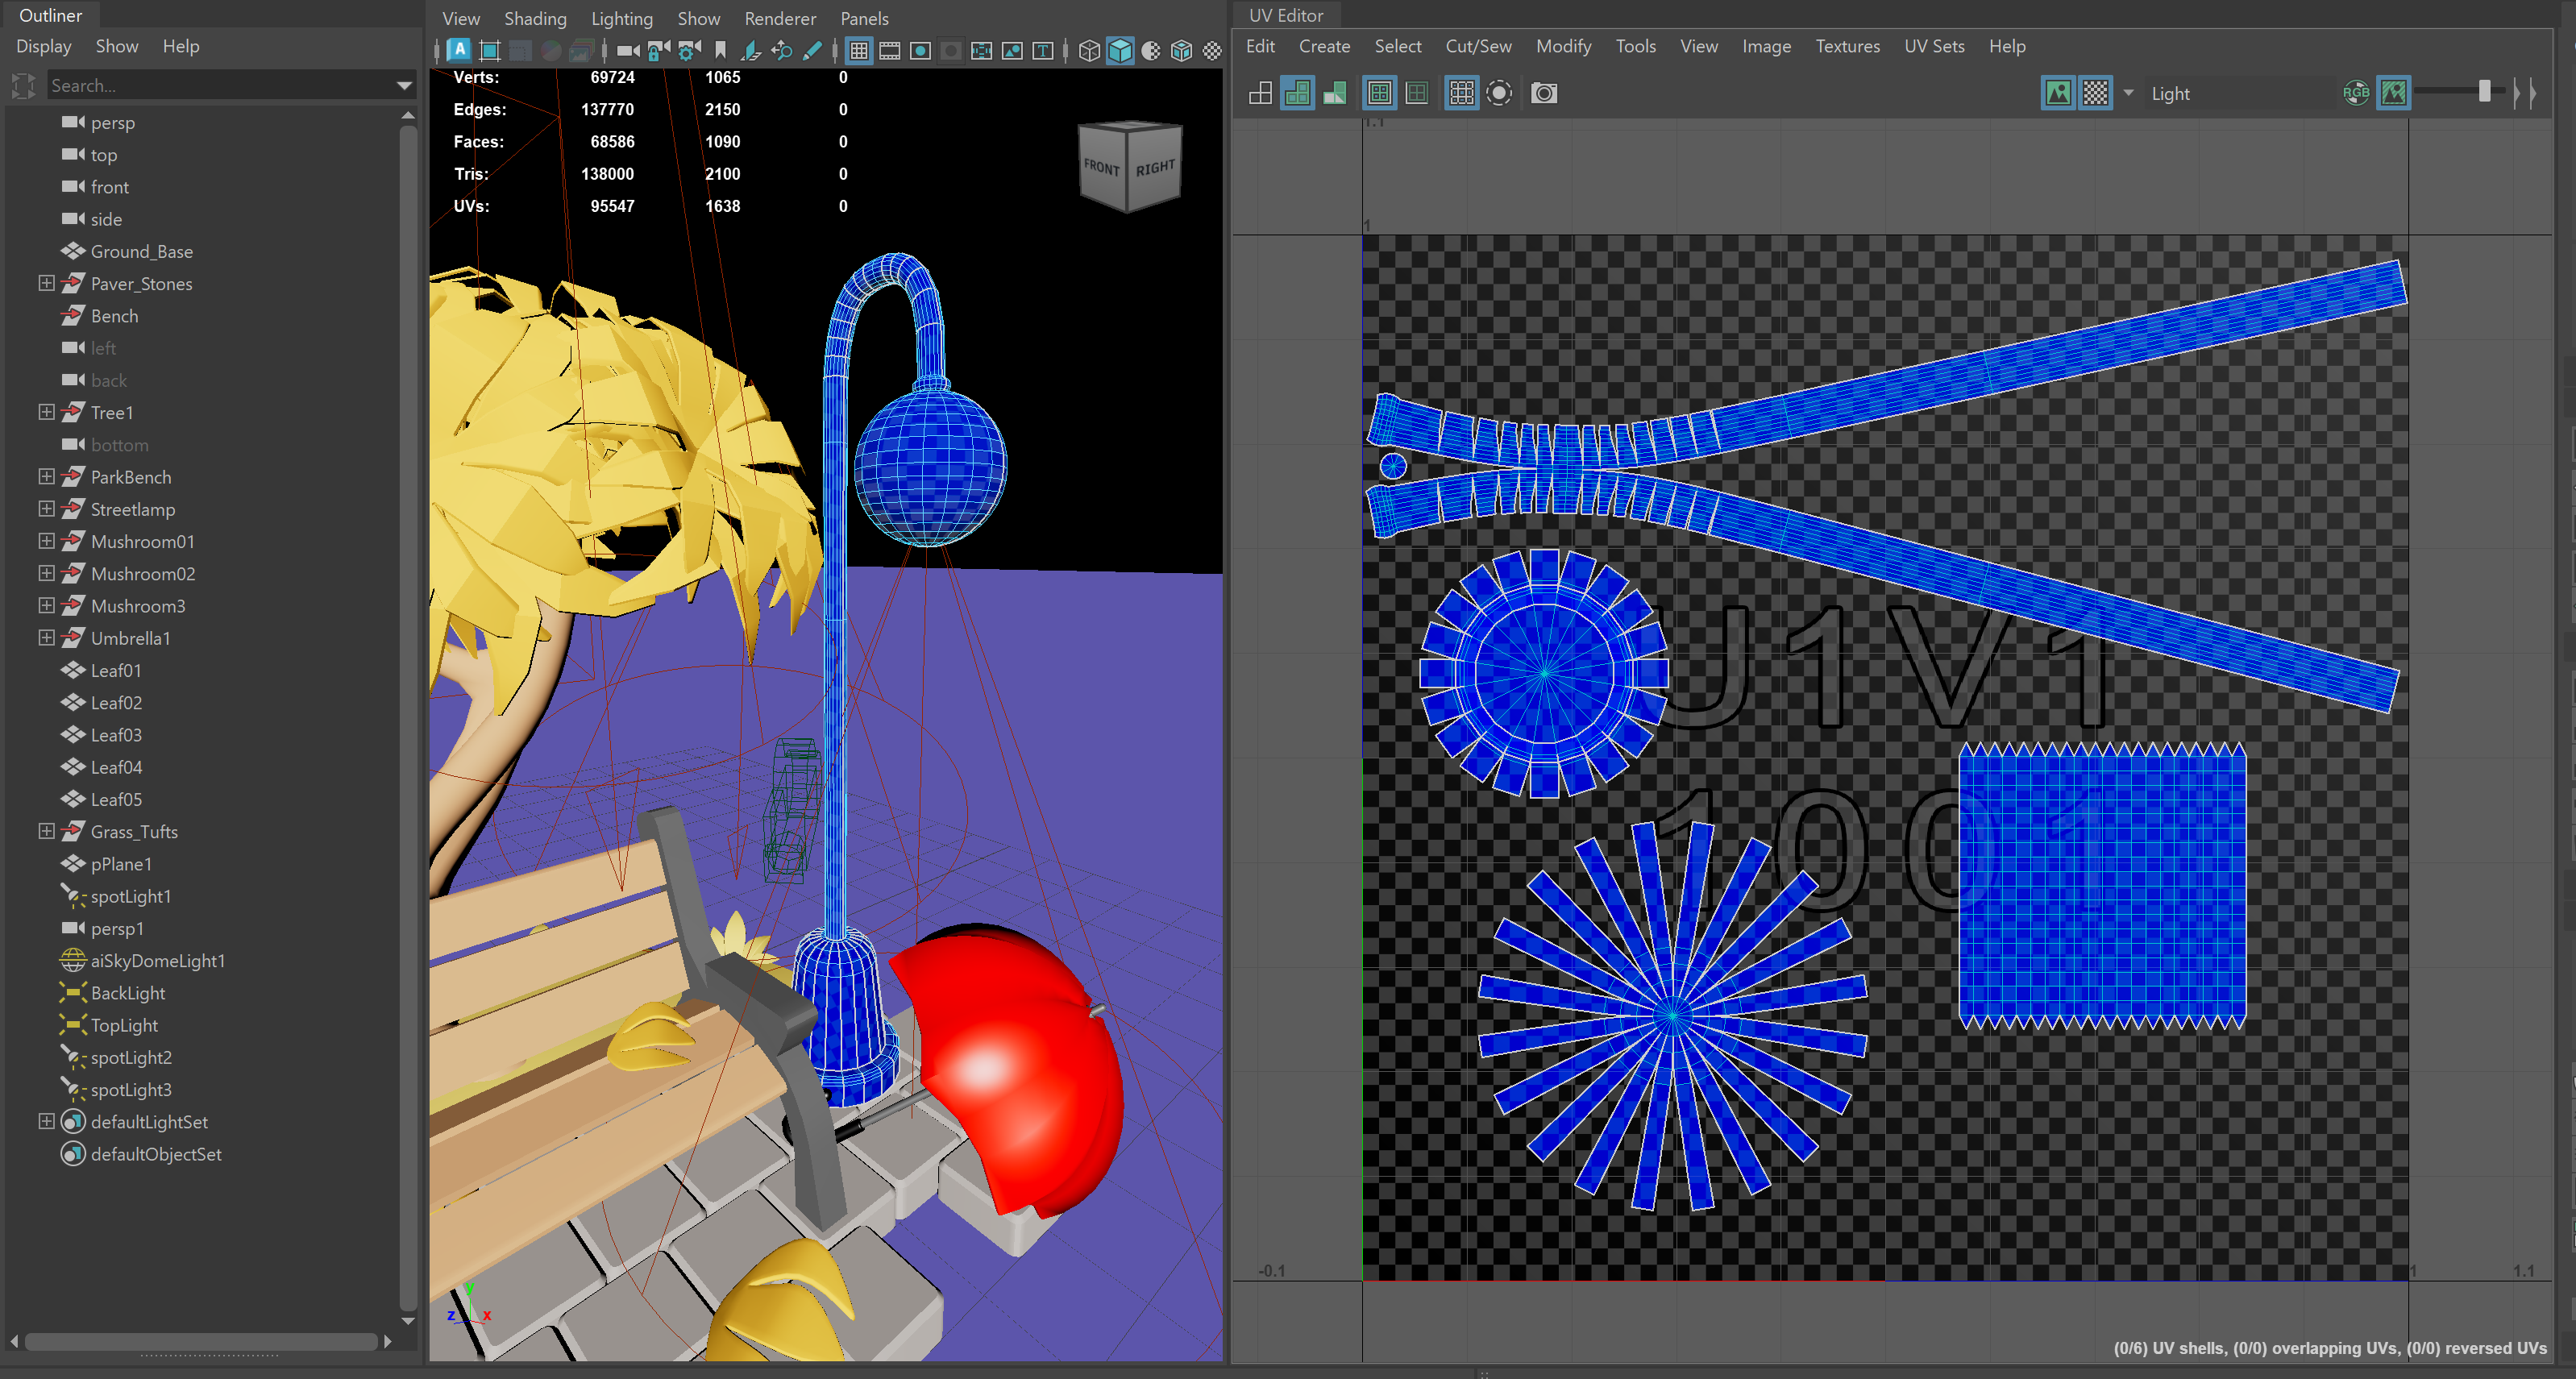 Outliner
Display Show Help
Search...
persp
top
front
side
Ground_Base
Paver_Stones
Bench
left
back
Tree1
bottom
ParkBench
Streetlamp
Mushroom01
Mushroom02
Mushroom3
Umbrella1
Leaf01
Leaf02
Leaf03
Leaf04
Leaf05
Grass_Tufts
pPlane1
spotLight1
persp1
aiSkyDomeLight1
BackLight
TopLight
spotLight2
spotLight3
defaultLightSet
defaultObjectSet
View Shading Lighting Show Renderer Panels
A
T
Verts: 69724 1065 0
Edges: 137770 2150 0
Faces: 68586 1090 0
Tris: 138000 2100 0
UVs: 95547 1638 0
FRONT RIGHT
y
z x
UV Editor
Edit Create Select Cut/Sew Modify Tools View Image Textures UV Sets Help
Light
RGB
1.1
1
U1V1
1001
-0.1 1 1.1
(0/6) UV shells, (0/0) overlapping UVs, (0/0) reversed UVs